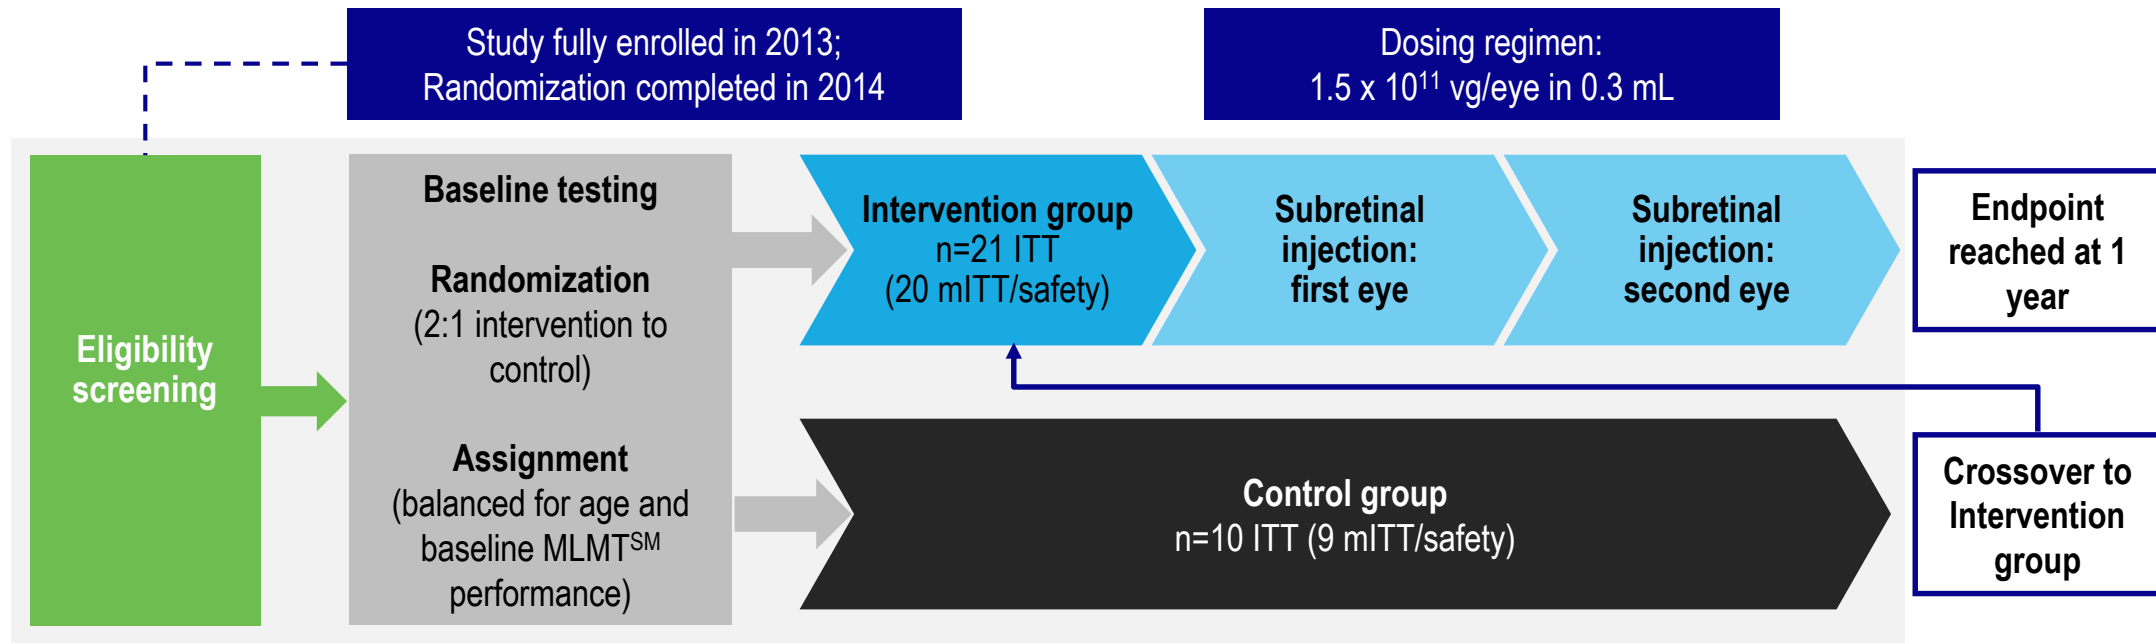 Study fully enrolled in 2013;
Randomization completed in 2014
Dosing regimen:
1.5 x 10¹¹ vg/eye in 0.3 mL
Eligibility
screening
Baseline testing
Randomization
(2:1 intervention to
control)
Assignment
(balanced for age and
baseline MLMT℠
performance)
Intervention group
n=21 ITT
(20 mITT/safety)
Subretinal
injection:
first eye
Subretinal
injection:
second eye
Endpoint
reached at 1
year
Control group
n=10 ITT (9 mITT/safety)
Crossover to
Intervention
group